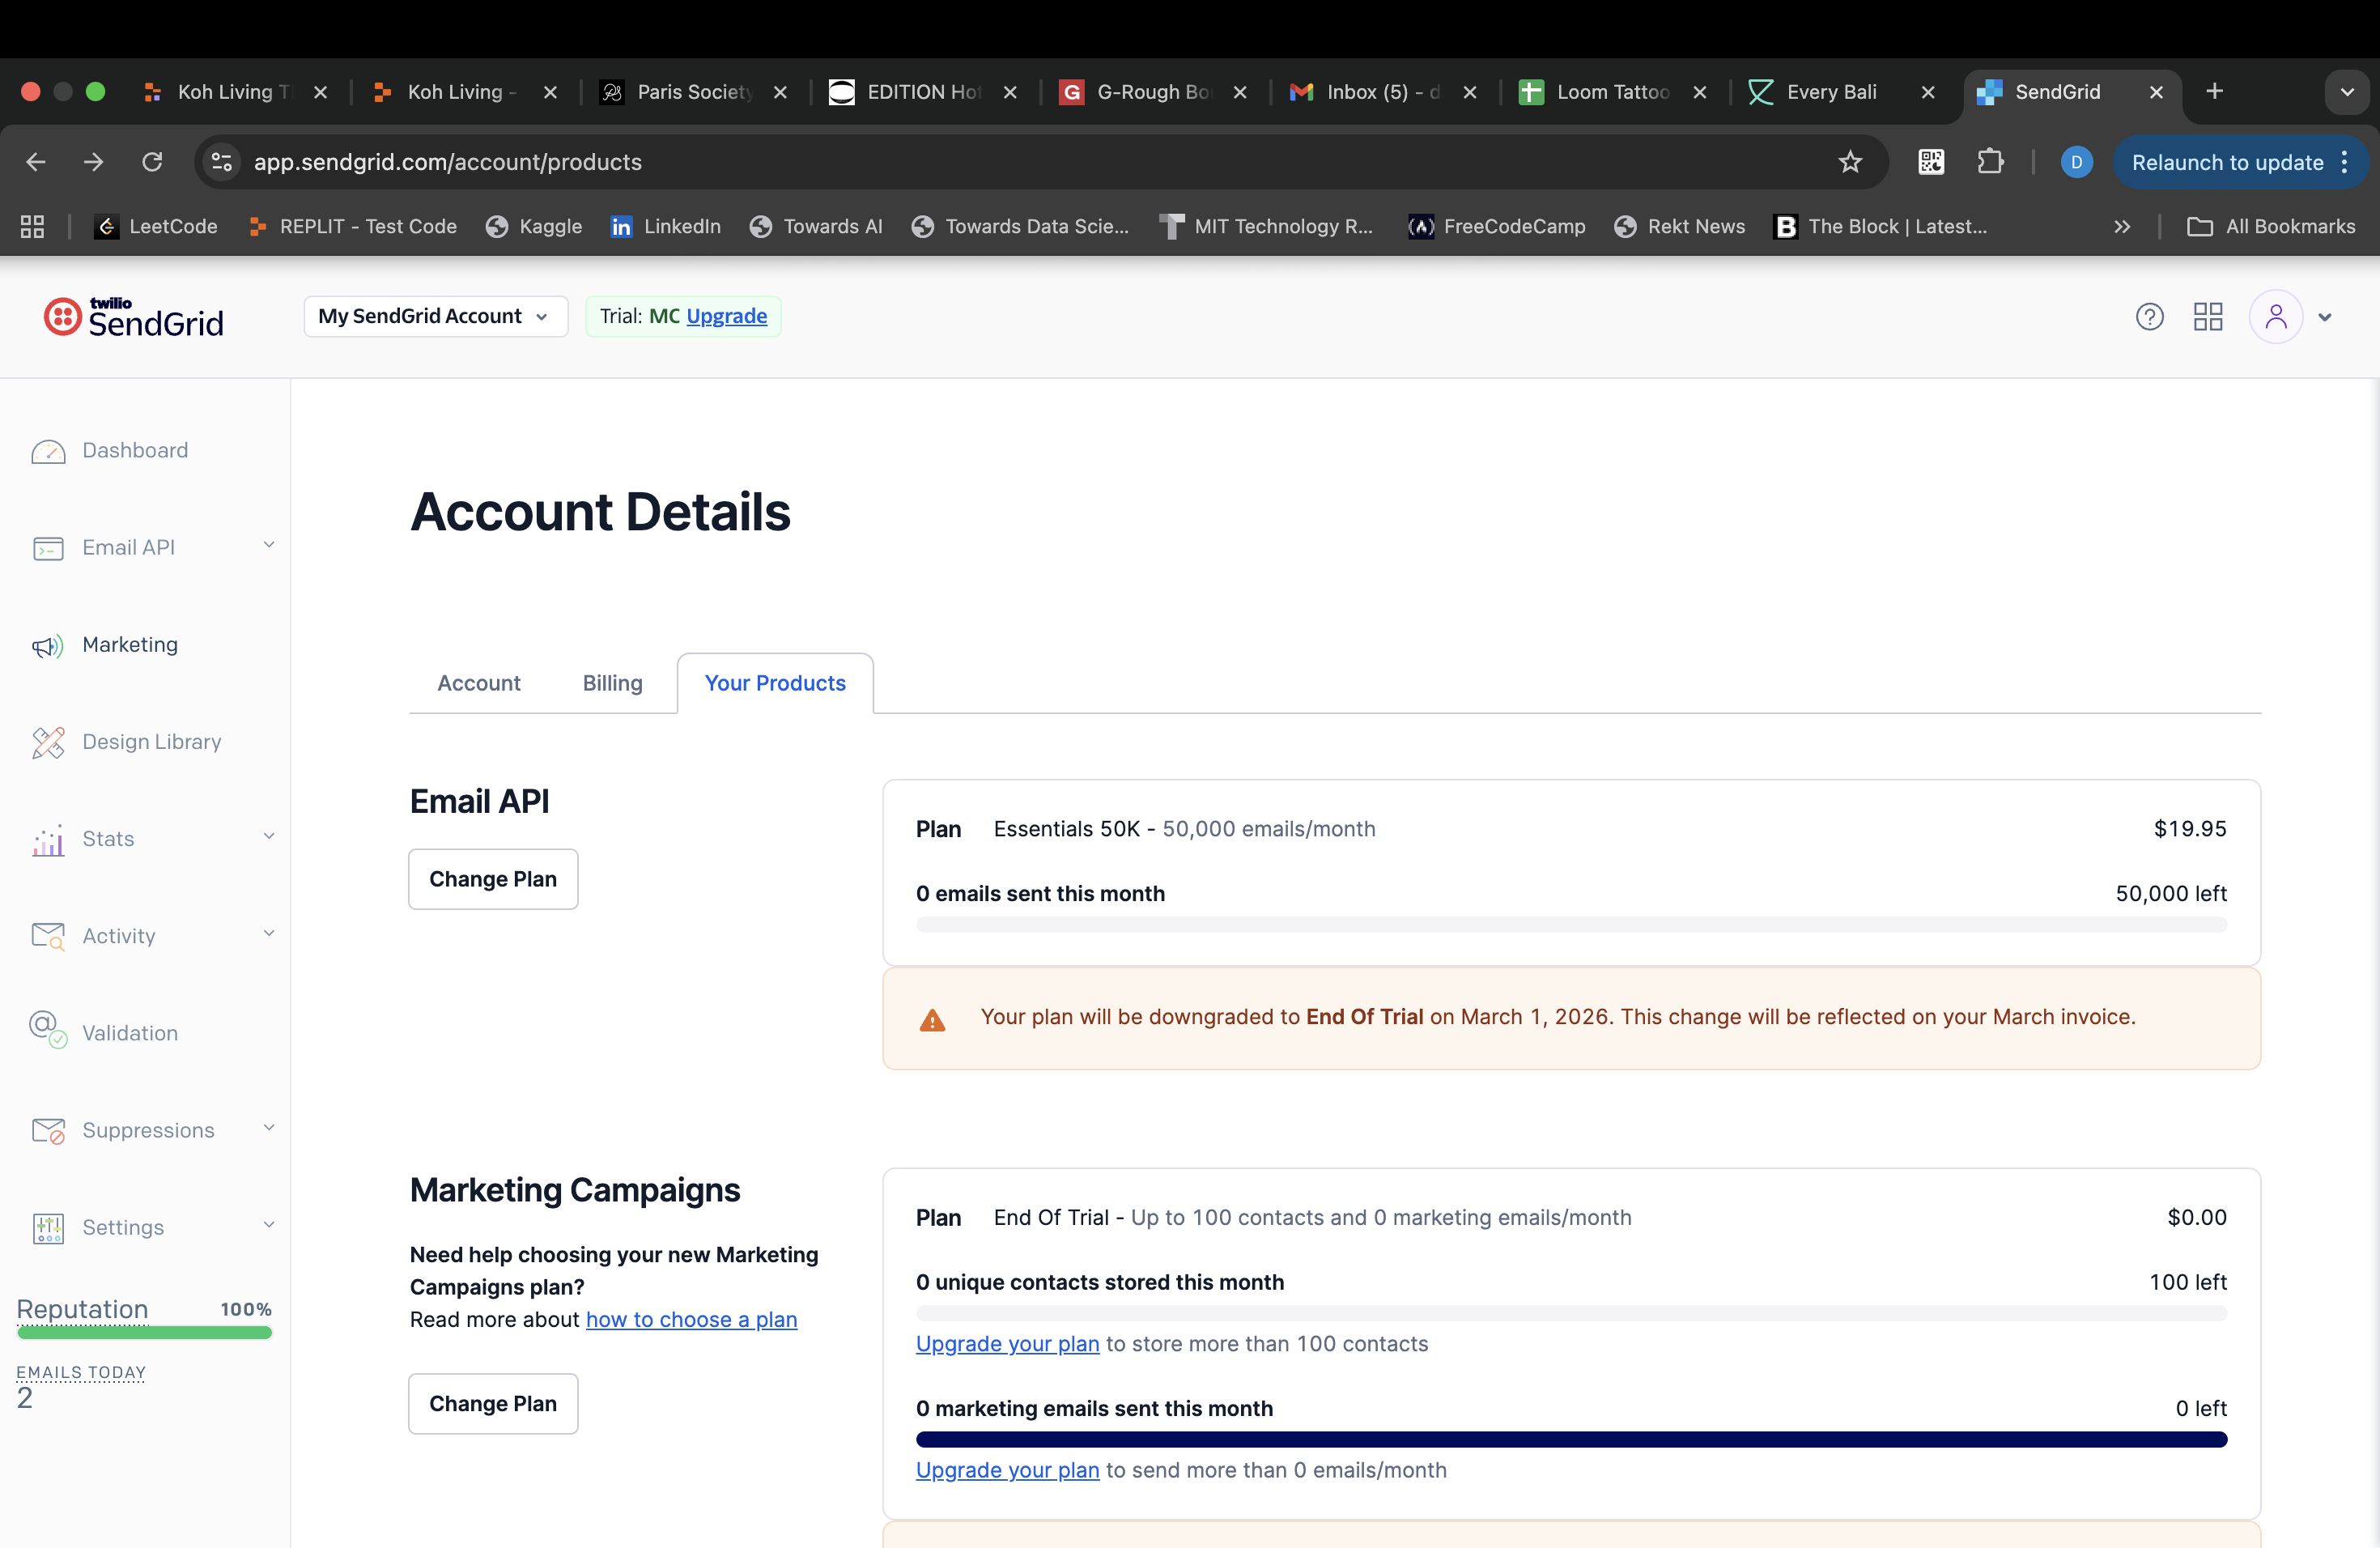 Koh Living T
Koh Living -
Paris Society
EDITION Hot
G-Rough Bou
Inbox (5) - d
Loom Tattoo
Every Bali
SendGrid
app.sendgrid.com/account/products
D
Relaunch to update
LeetCode
REPLIT - Test Code
Kaggle
LinkedIn
Towards AI
Towards Data Scie...
MIT Technology R...
FreeCodeCamp
Rekt News
The Block | Latest...
All Bookmarks
twilio
SendGrid
My SendGrid Account
Trial: MC Upgrade
Dashboard
Email API
Marketing
Design Library
Stats
Activity
Validation
Suppressions
Settings
Reputation 100%
EMAILS TODAY
2
Account Details
Account
Billing
Your Products
Email API
Change Plan
Plan Essentials 50K - 50,000 emails/month $19.95
0 emails sent this month 50,000 left
Your plan will be downgraded to End Of Trial on March 1, 2026. This change will be reflected on your March invoice.
Marketing Campaigns
Need help choosing your new Marketing
Campaigns plan?
Read more about how to choose a plan
Change Plan
Plan End Of Trial - Up to 100 contacts and 0 marketing emails/month $0.00
0 unique contacts stored this month 100 left
Upgrade your plan to store more than 100 contacts
0 marketing emails sent this month 0 left
Upgrade your plan to send more than 0 emails/month